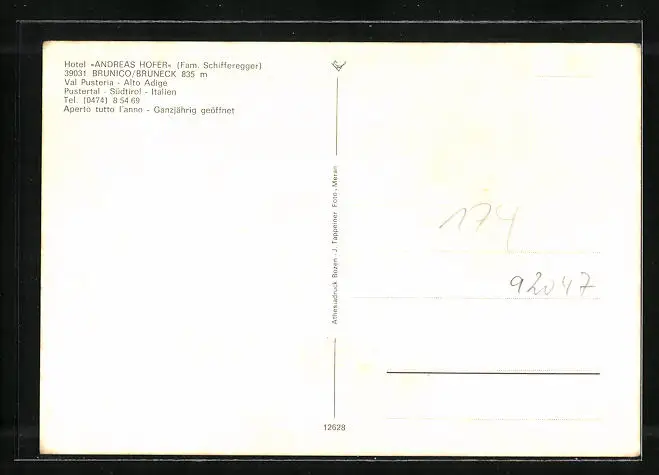 Hotel «ANDREAS HOFER» (Fam. Schifferegger)
39031 BRUNICO/BRUNECK 835 m
Val Pusteria - Alto Adige
Pustertal - Südtirol - Italien
Tel. (0474) 8 54 69
Aperto tutto l'anno - Ganzjährig geöffnet
Athesiadruck Bozen - J. Tappeiner Foto, Meran
12628
174
92047